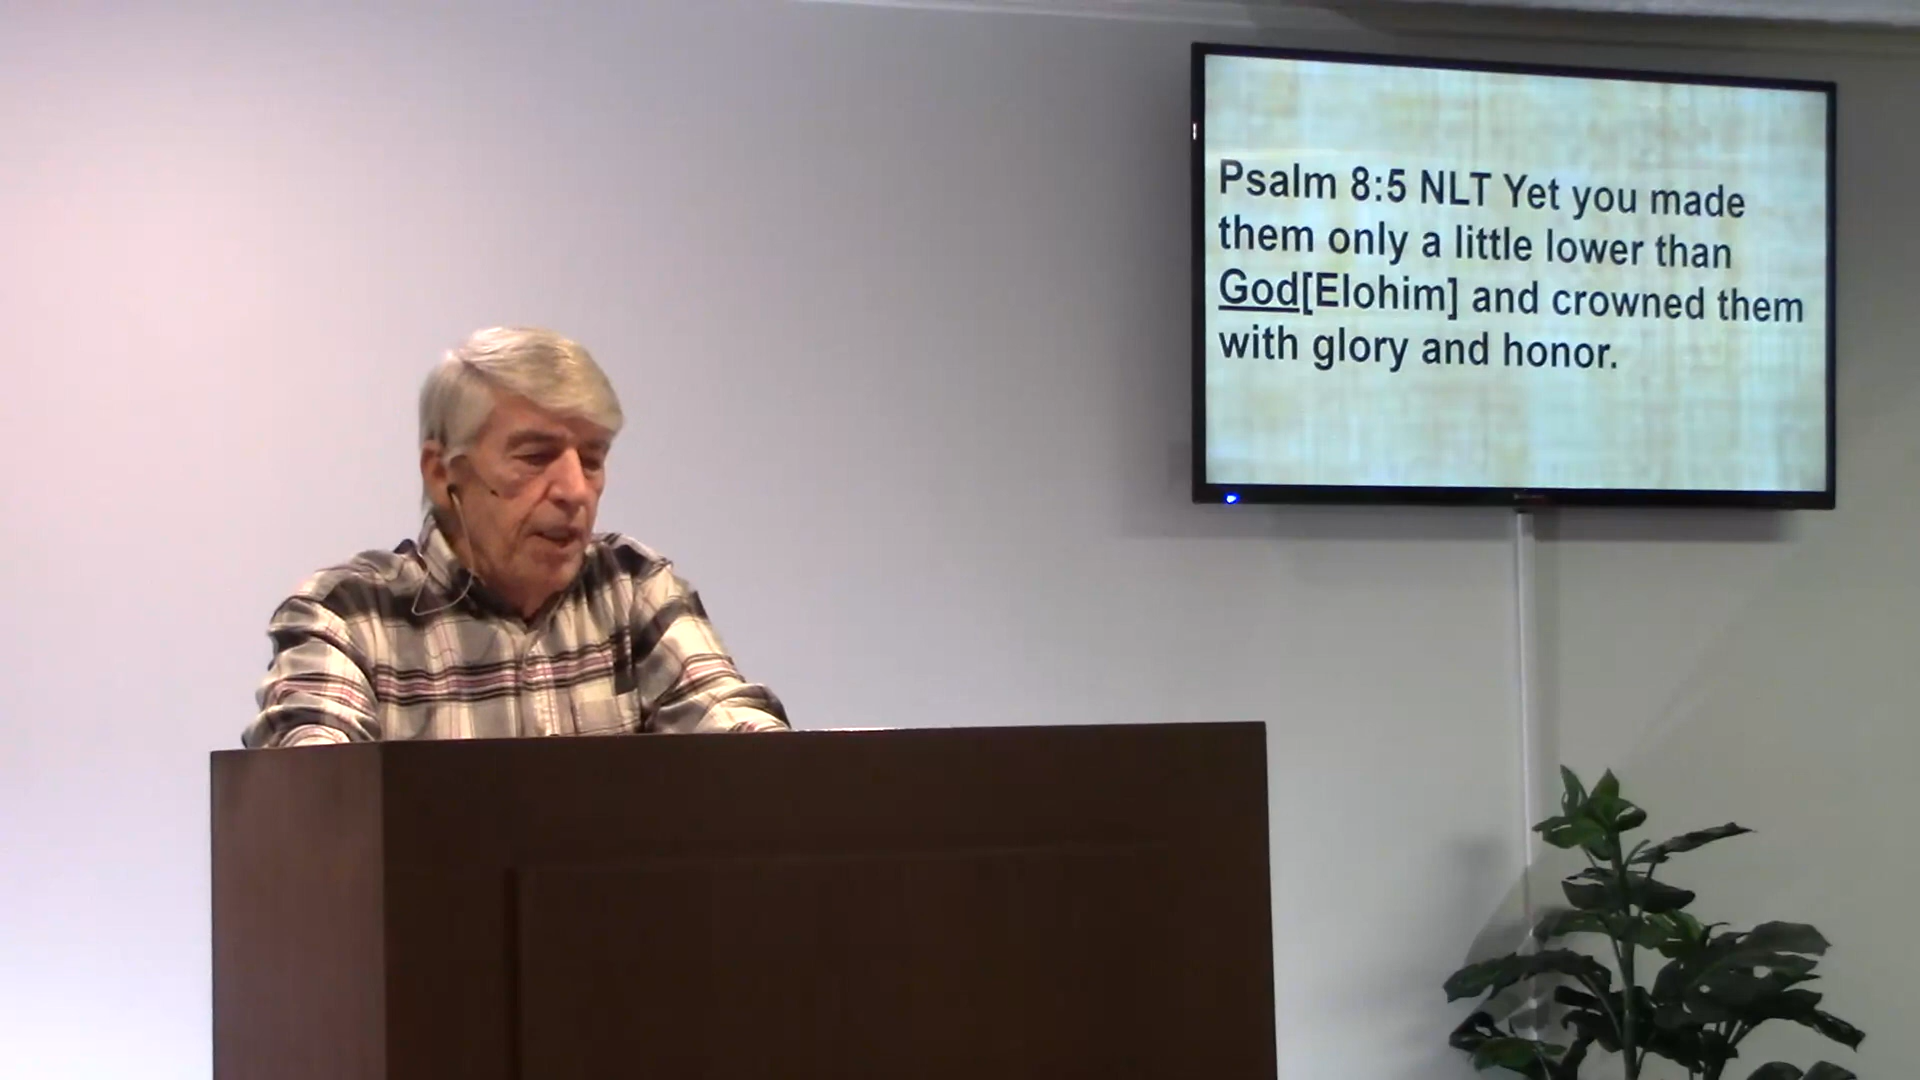 Psalm 8:5 NLT Yet you made
them only a little lower than
God[Elohim] and crowned them
with glory and honor.